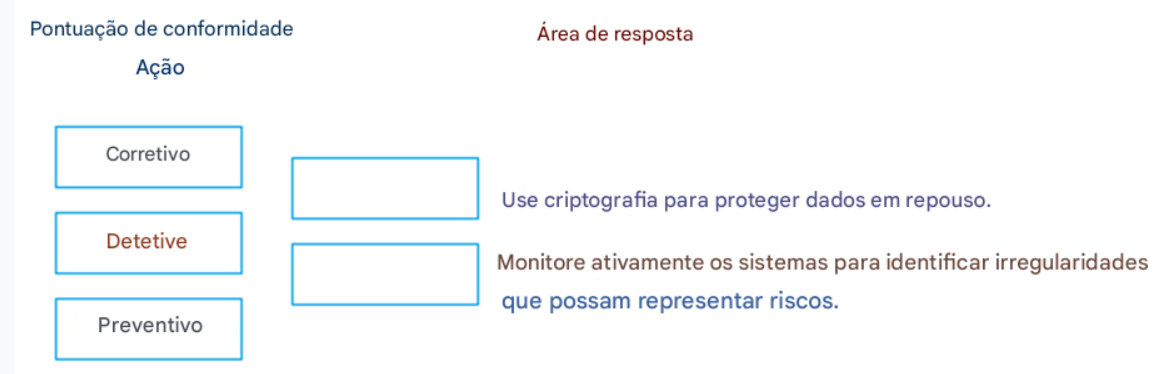 Pontuação de conformidade
Área de resposta
Ação
Corretivo
Use criptografia para proteger dados em repouso.
Detetive
Monitore ativamente os sistemas para identificar irregularidades
que possam representar riscos.
Preventivo